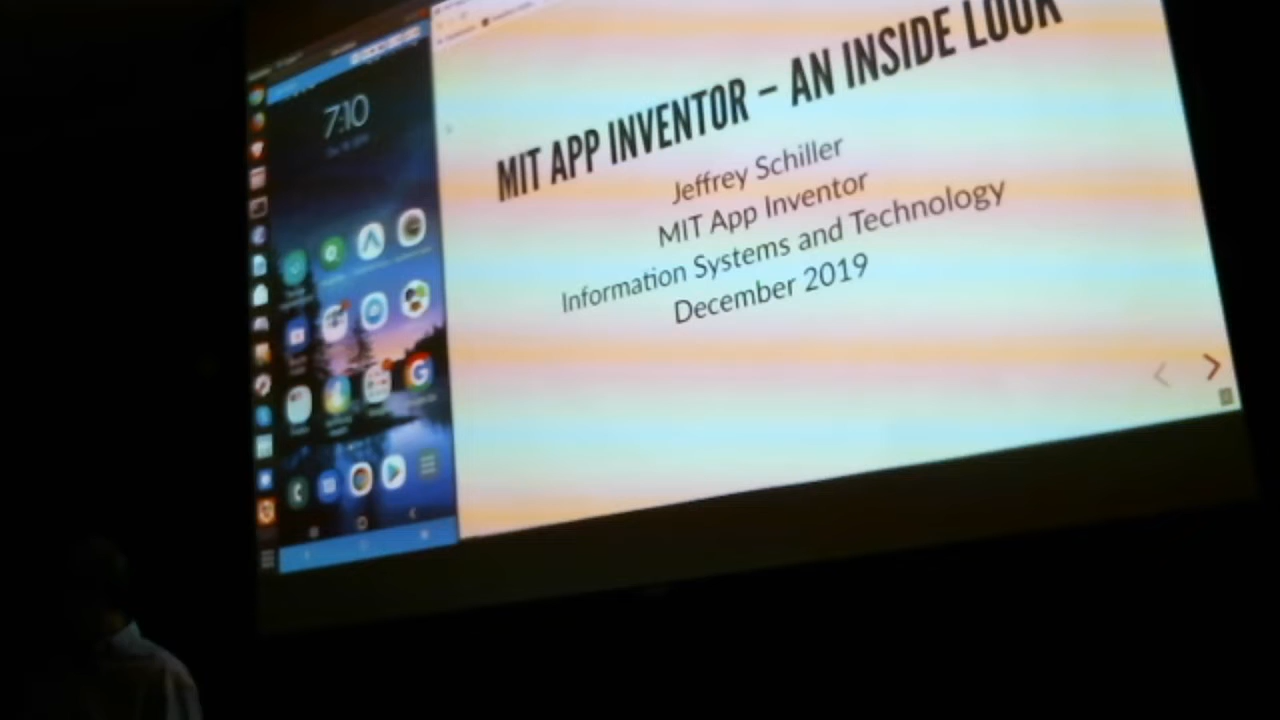 7:10
MIT APP INVENTOR – AN INSIDE LOOK
Jeffrey Schiller
MIT App Inventor
Information Systems and Technology
December 2019